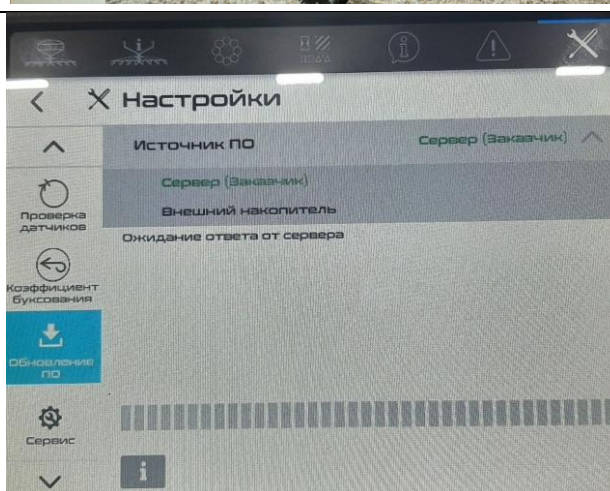 Настройки
Источник ПО
Сервер (Заказчик)
Сервер (Заказчик)
Внешний накопитель
Ожидание ответа от сервера
Проверка
датчиков
Коэффициент
буксования
Обновление
ПО
Сервис